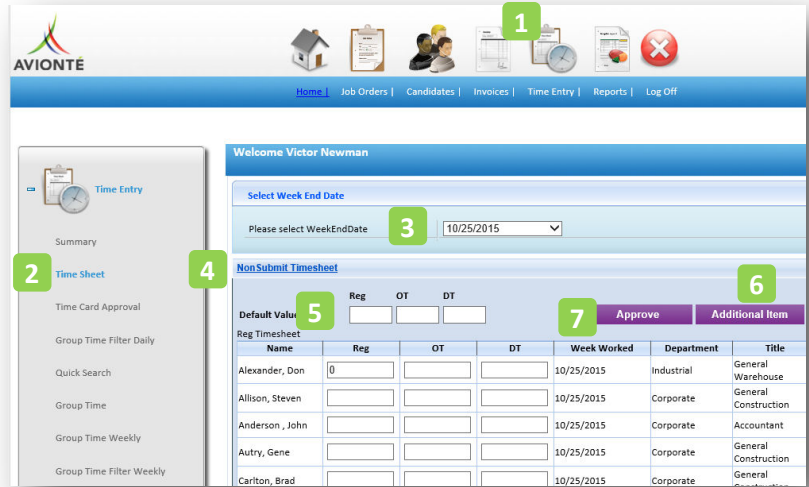 1
AVIONTÉ
Home | Job Orders | Candidates | Invoices | Time Entry | Reports | Log Off
Welcome Victor Newman
Time Entry
Select Week End Date
Please select WeekEndDate 3 10/25/2015
Summary
2 Time Sheet
4 NonSubmit Timesheet
6
Reg OT DT
Time Card Approval
Default Value 5 7 Approve Additional Item
Reg Timesheet
Group Time Filter Daily
Name Reg OT DT Week Worked Department Title
Quick Search
Alexander, Don 0 10/25/2015 Industrial General
Warehouse
Allison, Steven 10/25/2015 Corporate General
Construction
Group Time
Anderson , John 10/25/2015 Corporate Accountant
Group Time Weekly
Autry, Gene 10/25/2015 Corporate General
Construction
Group Time Filter Weekly
Carlton, Brad 10/25/2015 Corporate General